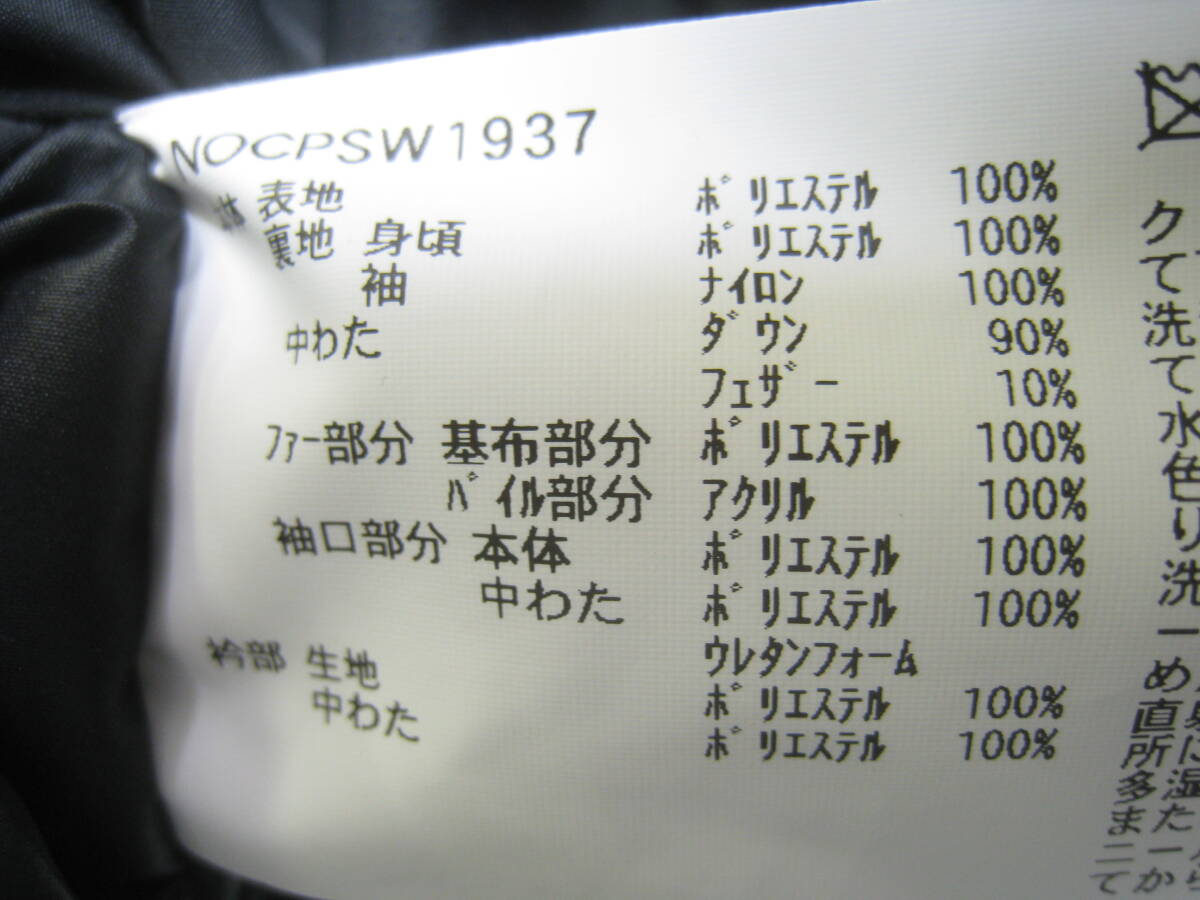 NOCPSW1937
体 表地 ポリエステル 100%
裏地 身頃 ポリエステル 100%
袖 ナイロン 100%
中わた ダウン 90%
フェザー 10%
ファー部分 基布部分 ポリエステル 100%
パイル部分 アクリル 100%
袖口部分 本体 ポリエステル 100%
中わた ポリエステル 100%
ウレタンフォーム
衿部 生地 ポリエステル 100%
中わた ポリエステル 100%
ク
て
洗
て
水
色
り
洗
一
め
直
所に
多湿
また
ニー
てから